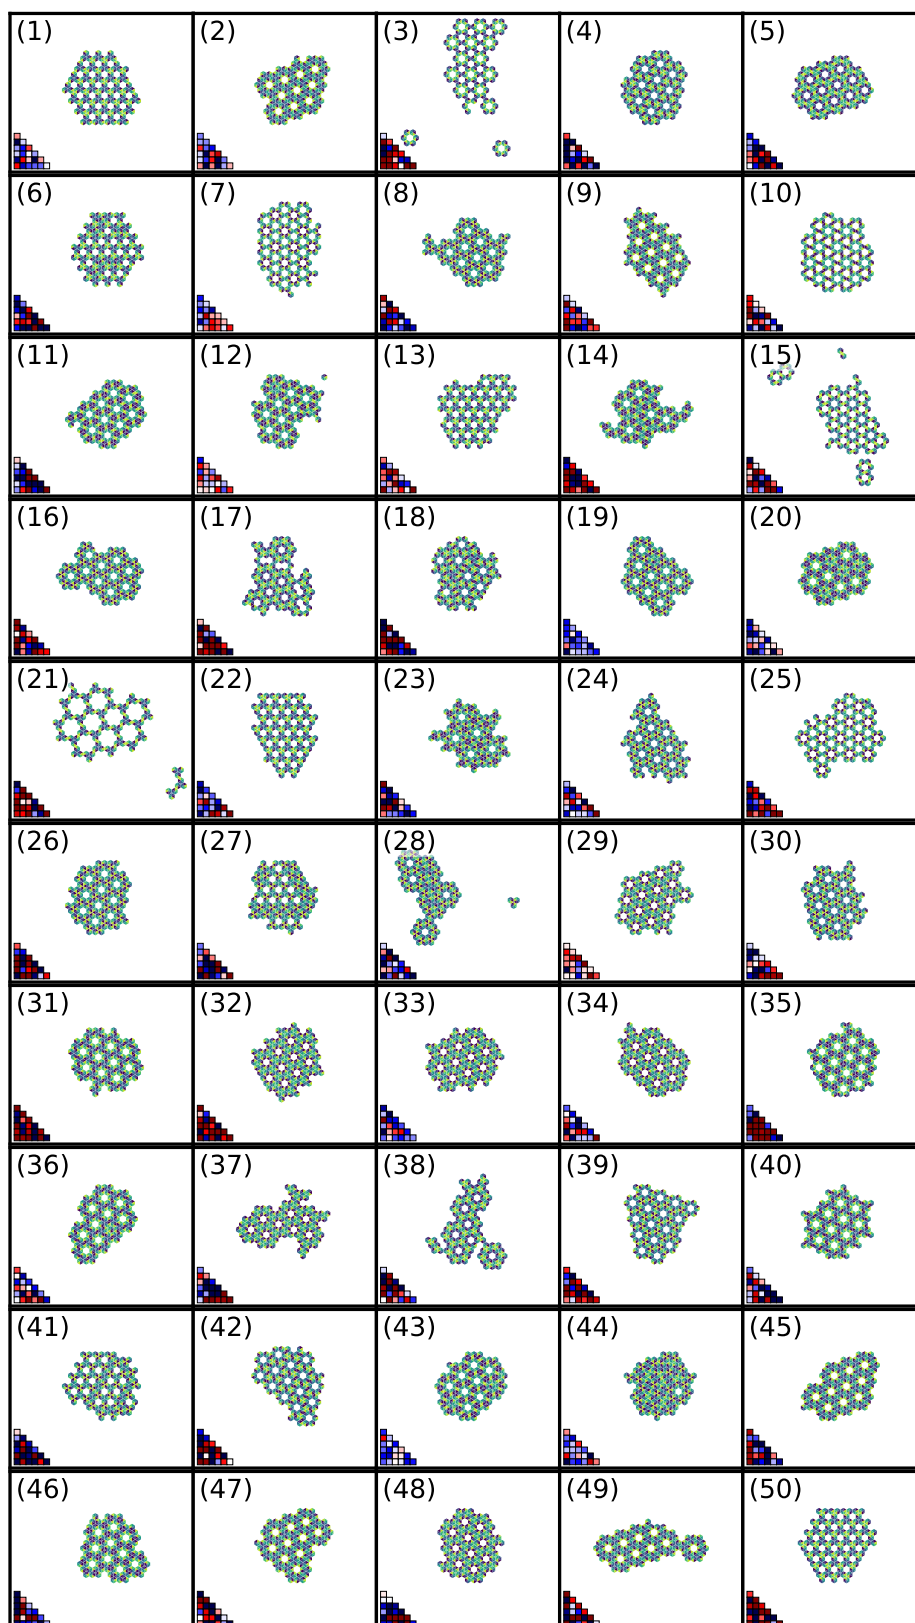 (1) (2) (3) (4) (5)
(6) (7) (8) (9) (10)
(11) (12) (13) (14) (15)
(16) (17) (18) (19) (20)
(21) (22) (23) (24) (25)
(26) (27) (28) (29) (30)
(31) (32) (33) (34) (35)
(36) (37) (38) (39) (40)
(41) (42) (43) (44) (45)
(46) (47) (48) (49) (50)